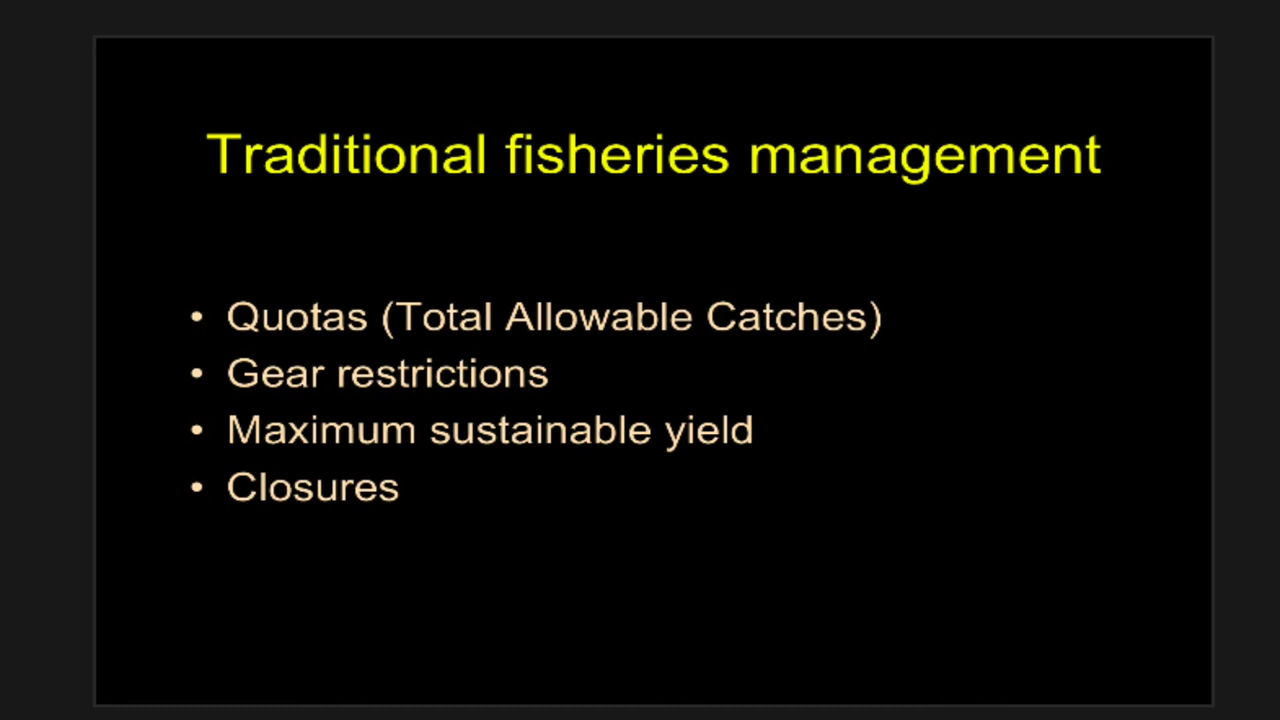 Traditional fisheries management
• Quotas (Total Allowable Catches)
• Gear restrictions
• Maximum sustainable yield
• Closures